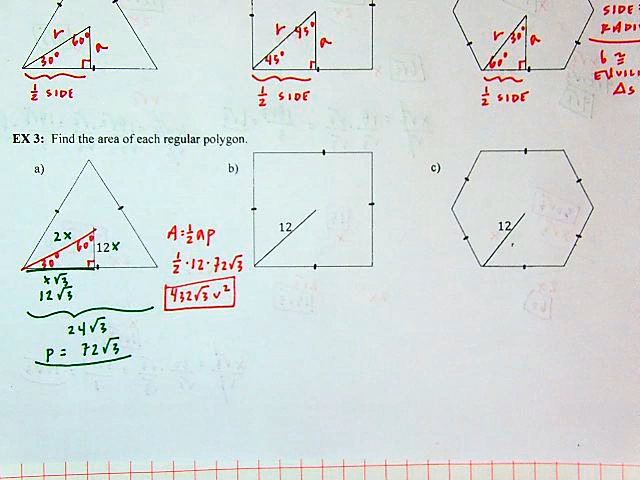 r 60° a
30°
1/2 SIDE
r 45° a
45°
1/2 SIDE
r 30° a
60°
1/2 SIDE
SIDE =
RADIU
6 ≅
EQUILI
Δs
EX 3: Find the area of each regular polygon.
a)
2x 60° 12x
30°
x√3
12√3
24√3
P = 72√3
A = 1/2 ap
1/2 · 12 · 72√3
432√3 u²
b)
12
c)
12